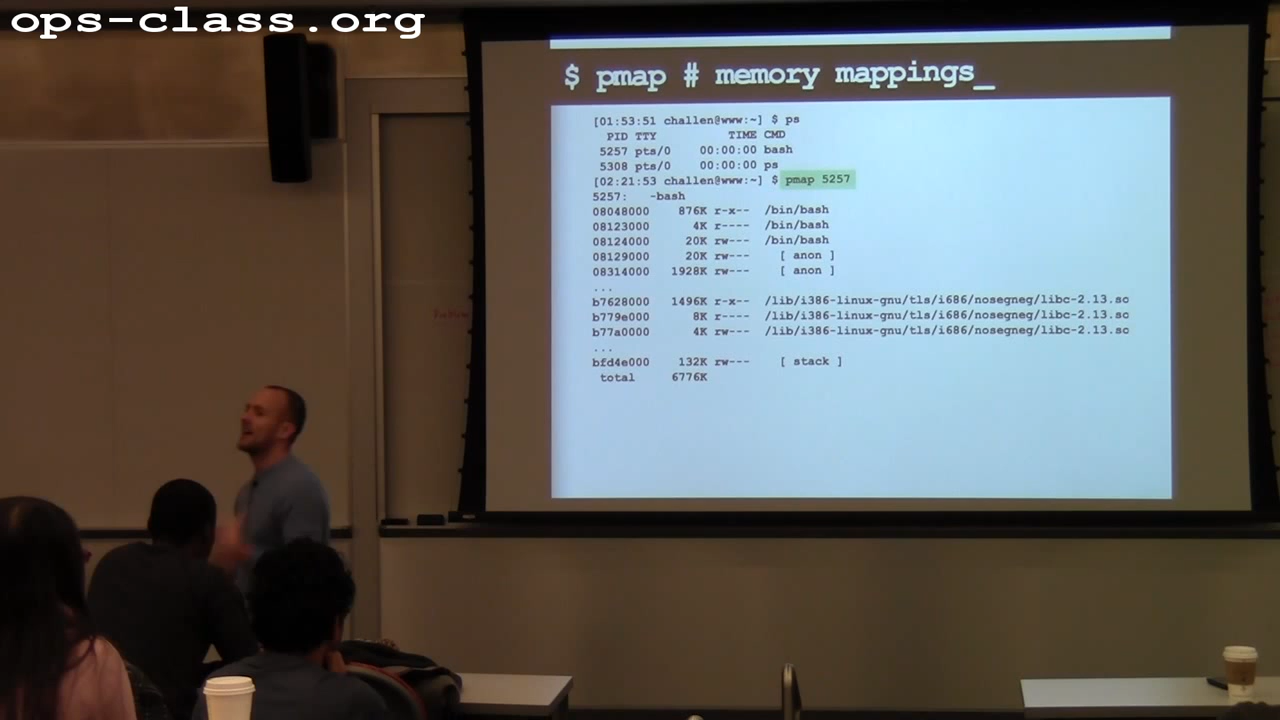 ops-class.org
$ pmap # memory mappings_
[01:53:51 challen@www:~] $ ps
PID TTY TIME CMD
5257 pts/0 00:00:00 bash
5308 pts/0 00:00:00 ps
[02:21:53 challen@www:~] $ pmap 5257
5257: -bash
08048000 876K r-x-- /bin/bash
08123000 4K r---- /bin/bash
08124000 20K rw--- /bin/bash
08129000 20K rw--- [ anon ]
08314000 1928K rw--- [ anon ]
...
b7628000 1496K r-x-- /lib/i386-linux-gnu/tls/i686/nosegneg/libc-2.13.so
b779e000 8K r---- /lib/i386-linux-gnu/tls/i686/nosegneg/libc-2.13.so
b77a0000 4K rw--- /lib/i386-linux-gnu/tls/i686/nosegneg/libc-2.13.so
...
bfd4e000 132K rw--- [ stack ]
total 6776K